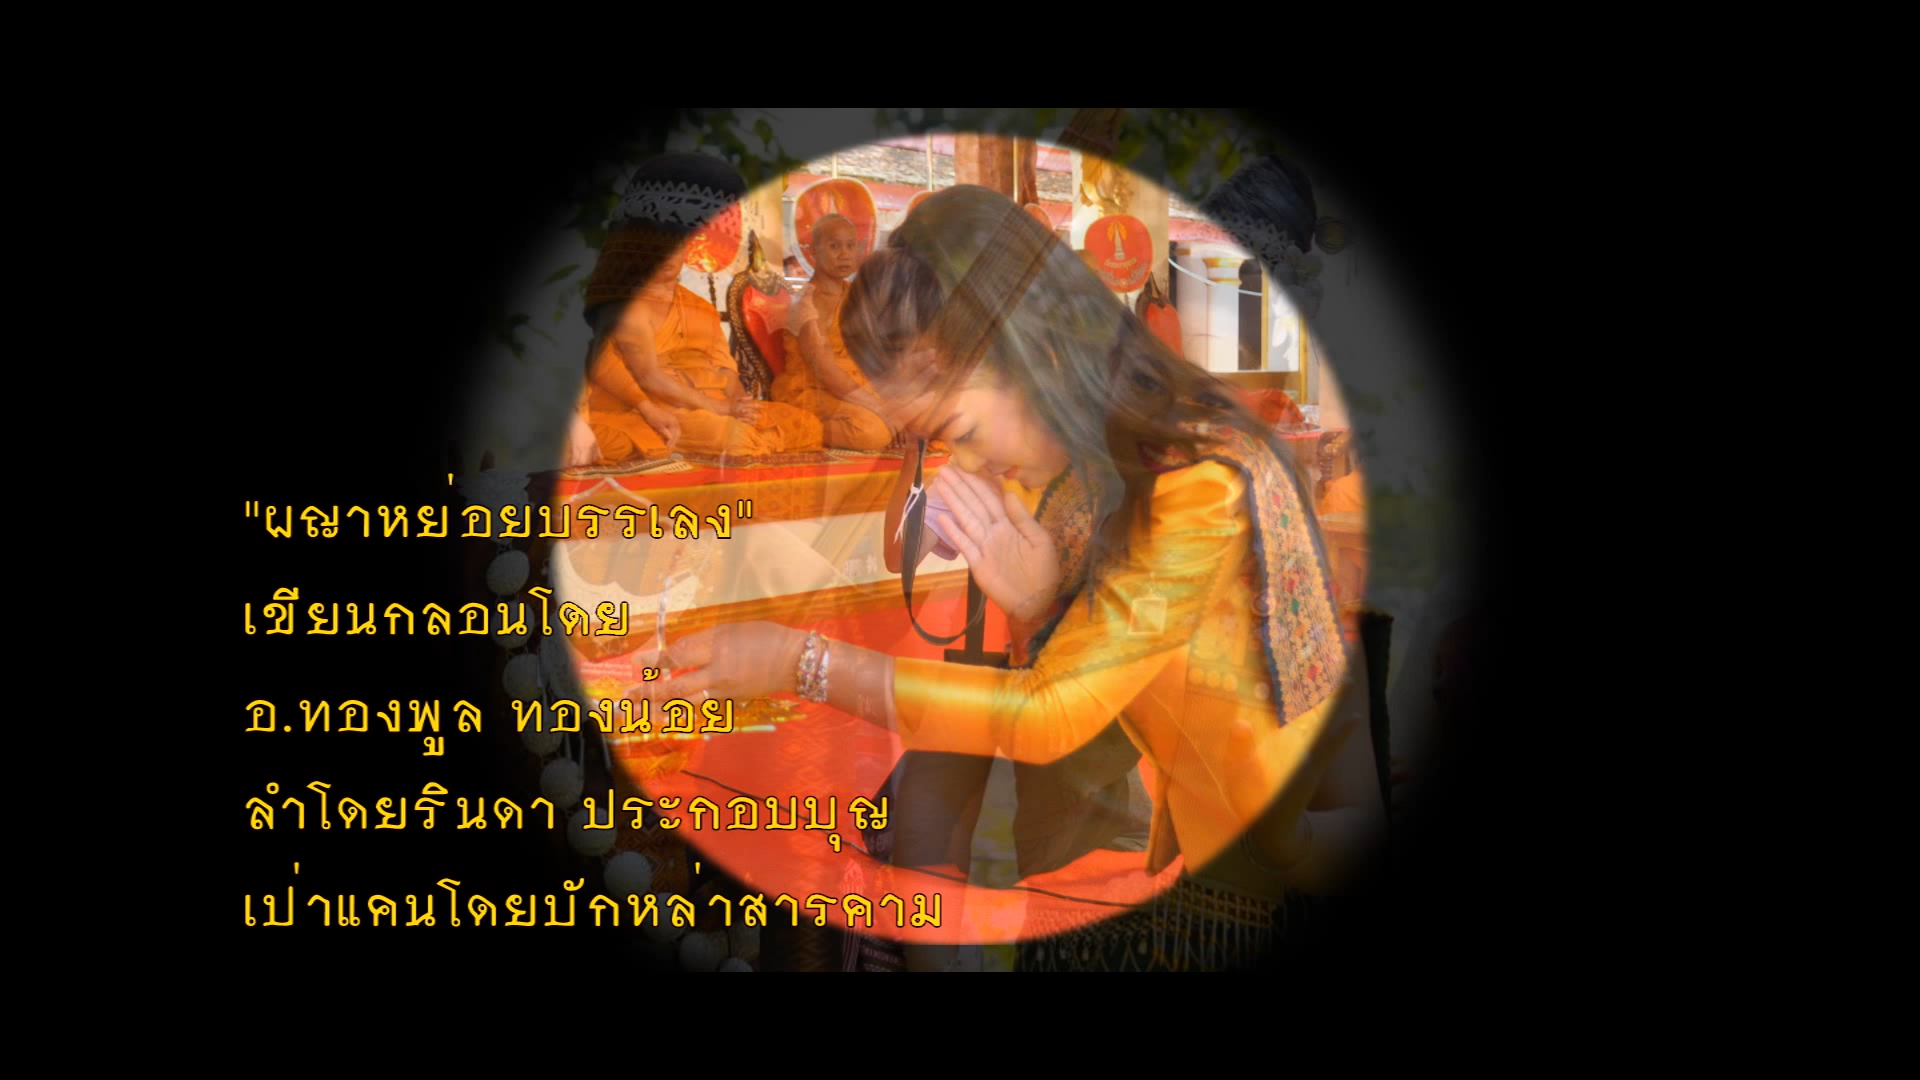 "ผญาหย่อยบรรเลง"
เขียนกลอนโดย
อ.ทองพูล ทองน้อย
ลำโดยรินดา ประกอบบุญ
เป่าแคนโดยบักหล่าสารคาม